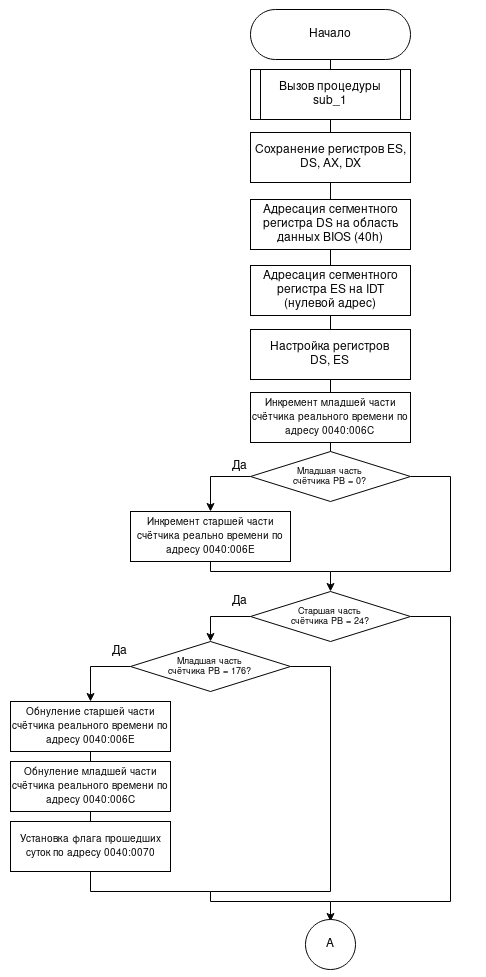 Начало
Вызов процедуры
sub_1
Сохранение регистров ES,
DS, AX, DX
Адресация сегментного
регистра DS на область
данных BIOS (40h)
Адресация сегментного
регистра ES на IDT
(нулевой адрес)
Настройка регистров
DS, ES
Инкремент младшей части
счётчика реального времени по
адресу 0040:006C
Да
Младшая часть
счётчика РВ = 0?
Инкремент старшей части
счётчика реально времени по
адресу 0040:006E
Да
Старшая часть
счётчика РВ = 24?
Да
Младшая часть
счётчика РВ = 176?
Обнуление старшей части
счётчика реального времени по
адресу 0040:006E
Обнуление младшей части
счётчика реального времени по
адресу 0040:006C
Установка флага прошедших
суток по адресу 0040:0070
A